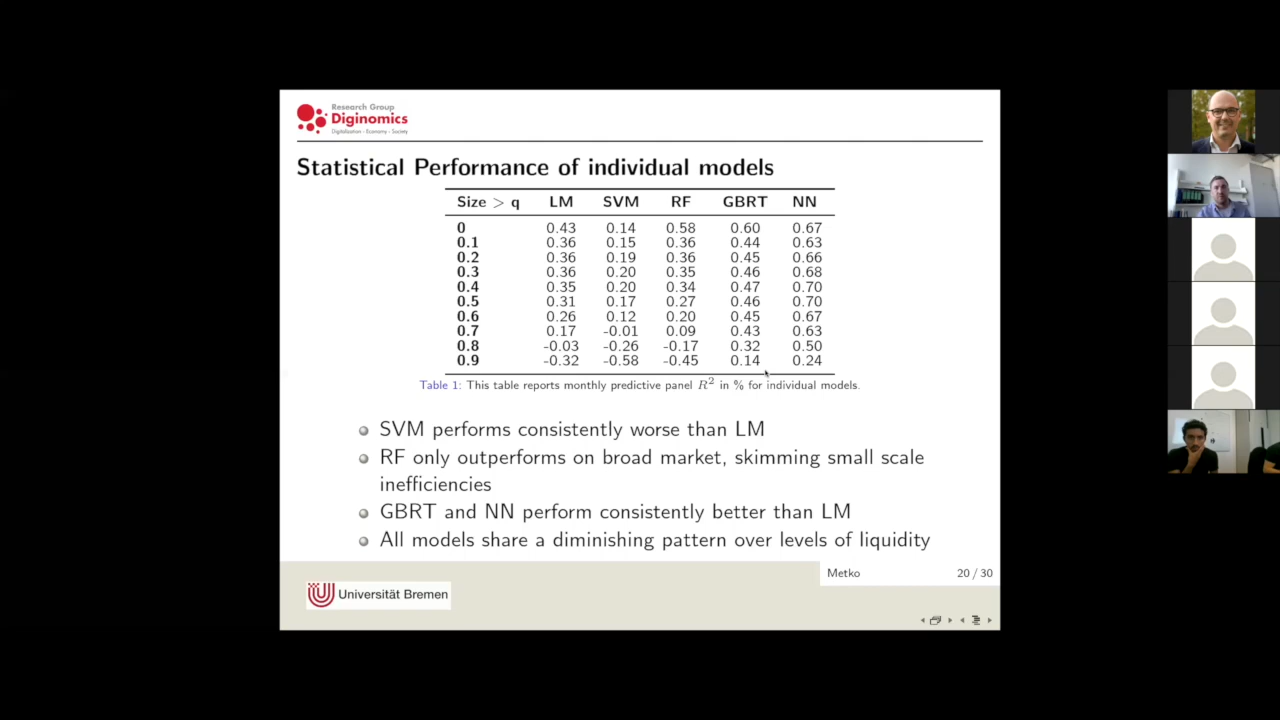 Research Group
Diginomics
Digitalization - Economy - Society
Statistical Performance of individual models
Size > q LM SVM RF GBRT NN
0 0.43 0.14 0.58 0.60 0.67
0.1 0.36 0.15 0.36 0.44 0.63
0.2 0.36 0.19 0.36 0.45 0.66
0.3 0.36 0.20 0.35 0.46 0.68
0.4 0.35 0.20 0.34 0.47 0.70
0.5 0.31 0.17 0.27 0.46 0.70
0.6 0.26 0.12 0.20 0.45 0.67
0.7 0.17 -0.01 0.09 0.43 0.63
0.8 -0.03 -0.26 -0.17 0.32 0.50
0.9 -0.32 -0.58 -0.45 0.14 0.24
Table 1: This table reports monthly predictive panel R² in % for individual models.
SVM performs consistently worse than LM
RF only outperforms on broad market, skimming small scale
inefficiencies
GBRT and NN perform consistently better than LM
All models share a diminishing pattern over levels of liquidity
Metko 20 / 30
Universität Bremen